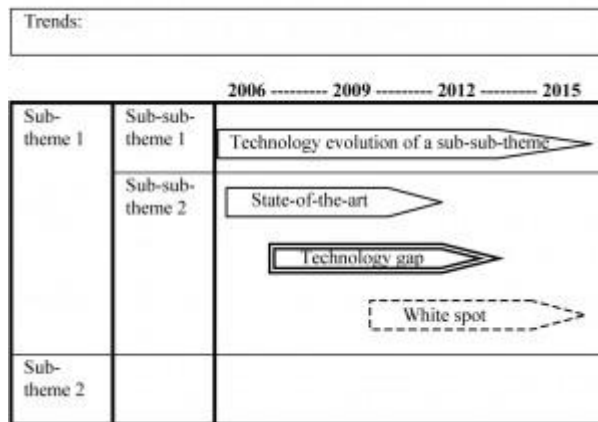 Trends:
2006 --------- 2009 --------- 2012 --------- 2015
Sub-
theme 1
Sub-sub-
theme 1
Technology evolution of a sub-sub-theme
Sub-sub-
theme 2
State-of-the-art
Technology gap
White spot
Sub-
theme 2